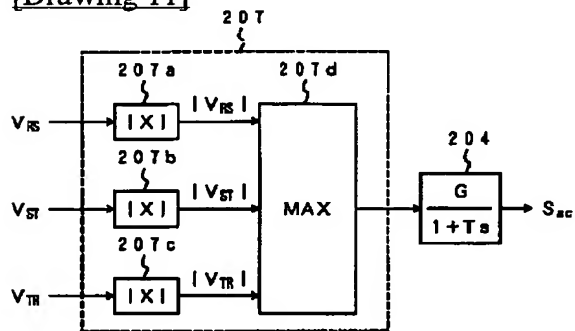 [Drawing 11]
207
207a
207d
V_RS
|X|
|V_RS|
207b
204
V_ST
|X|
|V_ST|
MAX
G
1+Ts
S_ac
207c
V_TR
|X|
|V_TR|